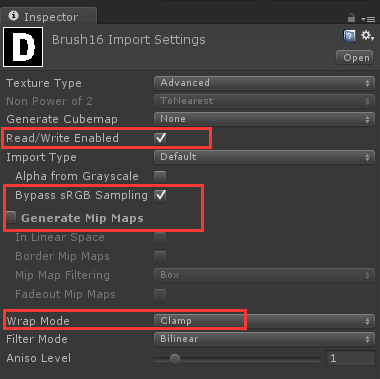 Inspector
D
Brush16 Import Settings
Open
Texture Type Advanced
Non Power of 2 ToNearest
Generate Cubemap None
Read/Write Enabled
Import Type Default
Alpha from Grayscale
Bypass sRGB Sampling
Generate Mip Maps
In Linear Space
Border Mip Maps
Mip Map Filtering Box
Fadeout Mip Maps
Wrap Mode Clamp
Filter Mode Bilinear
Aniso Level 1